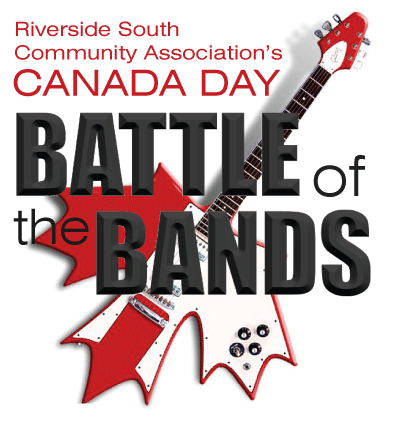 Riverside South
Community Association's
CANADA DAY
BATTLE of
the BANDS